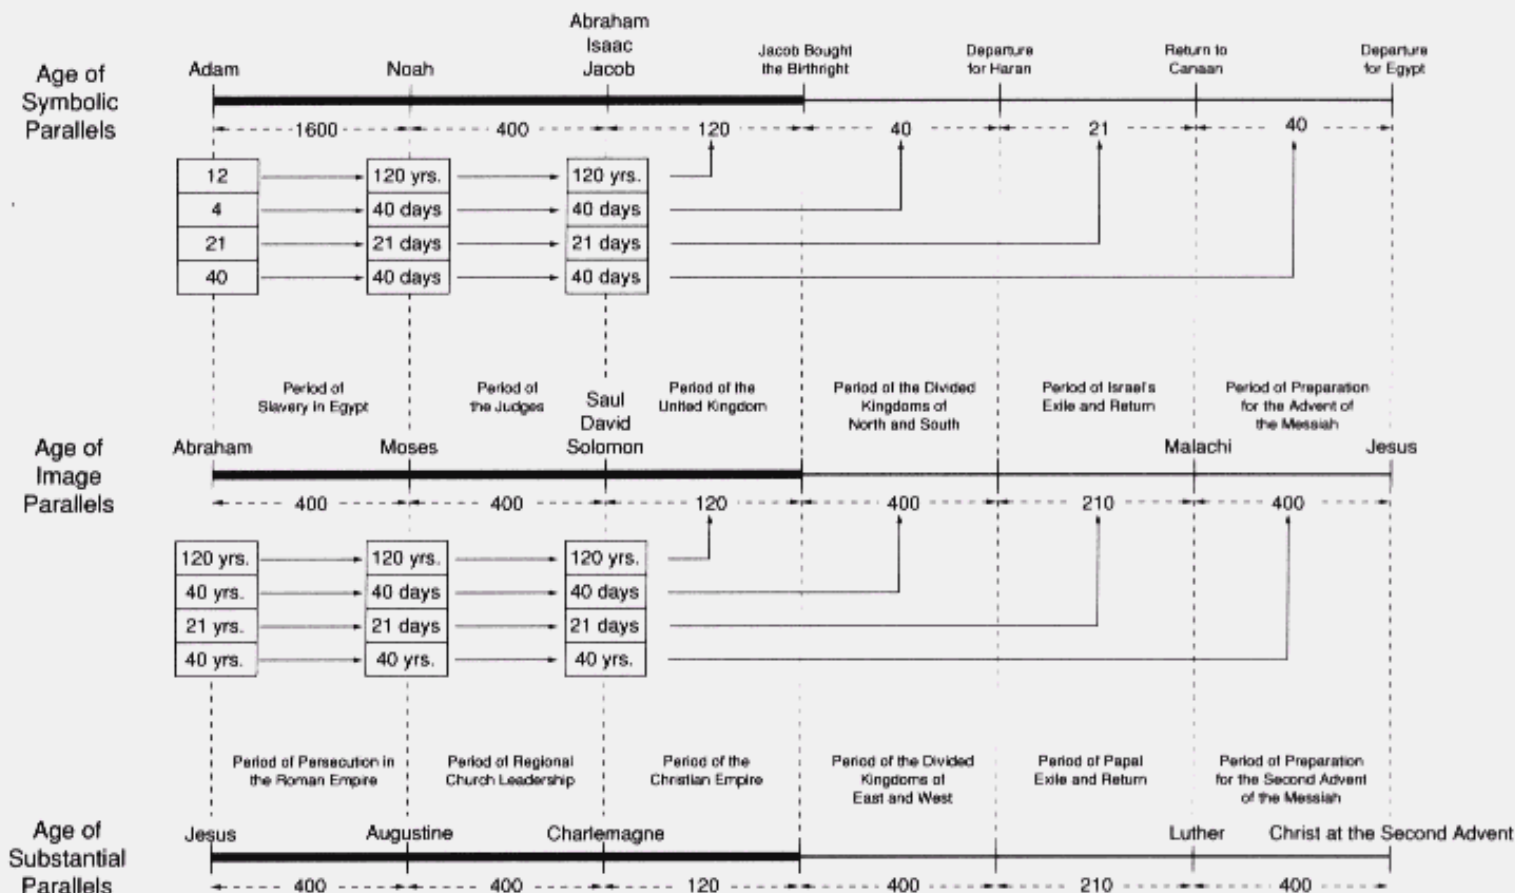 Abraham
Isaac
Jacob
Adam
Noah
Jacob Bought
the Birthright
Departure
for Haran
Return to
Canaan
Departure
for Egypt
Age of
Symbolic
Parallels
1600 400 120 40 21 40
12 120 yrs. 120 yrs.
4 40 days 40 days
21 21 days 21 days
40 40 days 40 days
Period of
Slavery in Egypt
Period of
the Judges
Saul
David
Solomon
Period of the
United Kingdom
Period of the Divided
Kingdoms of
North and South
Period of Israel's
Exile and Return
Period of Preparation
for the Advent of
the Messiah
Age of
Image
Parallels
Abraham
Moses
Malachi
Jesus
400 400 120 400 210 400
120 yrs. 120 yrs. 120 yrs.
40 yrs. 40 days 40 days
21 yrs. 21 days 21 days
40 yrs. 40 yrs. 40 yrs.
Period of Persecution in
the Roman Empire
Period of Regional
Church Leadership
Period of the
Christian Empire
Period of the Divided
Kingdoms of
East and West
Period of Papal
Exile and Return
Period of Preparation
for the Second Advent
of the Messiah
Age of
Substantial
Parallels
Jesus
Augustine
Charlemagne
Luther
Christ at the Second Advent
400 400 120 400 210 400